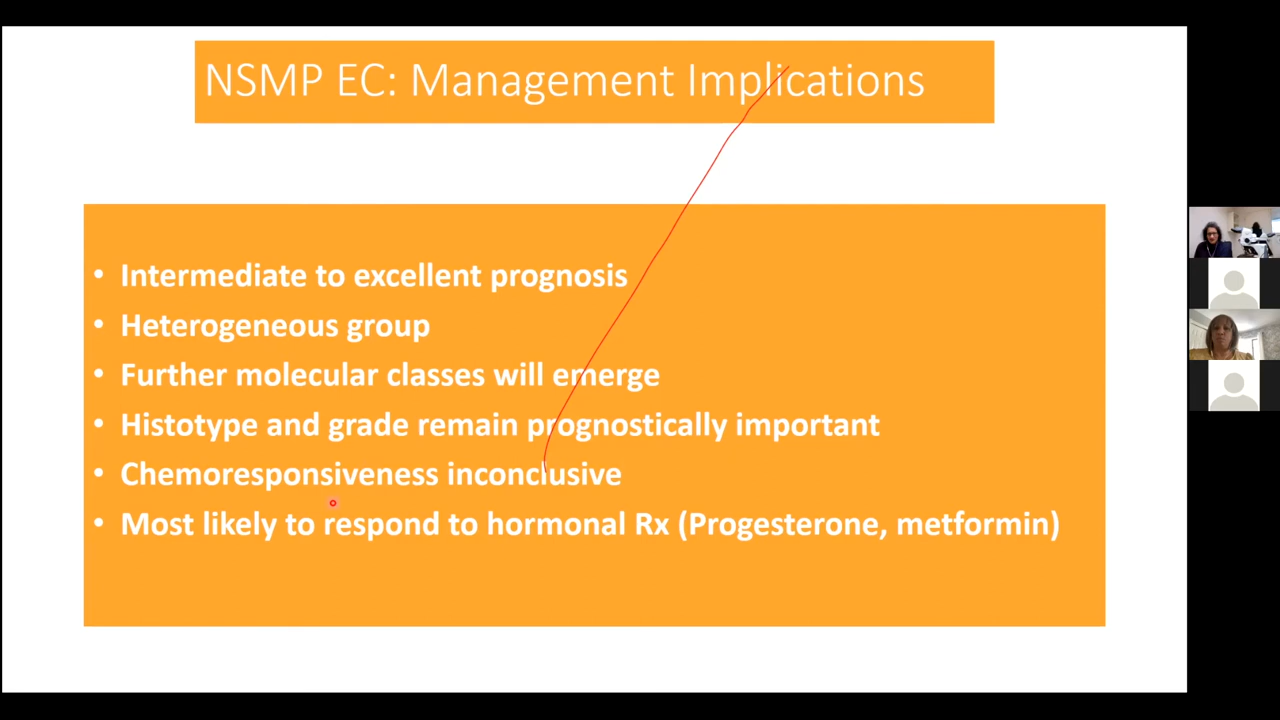 NSMP EC: Management Implications
• Intermediate to excellent prognosis
• Heterogeneous group
• Further molecular classes will emerge
• Histotype and grade remain prognostically important
• Chemoresponsiveness inconclusive
• Most likely to respond to hormonal Rx (Progesterone, metformin)